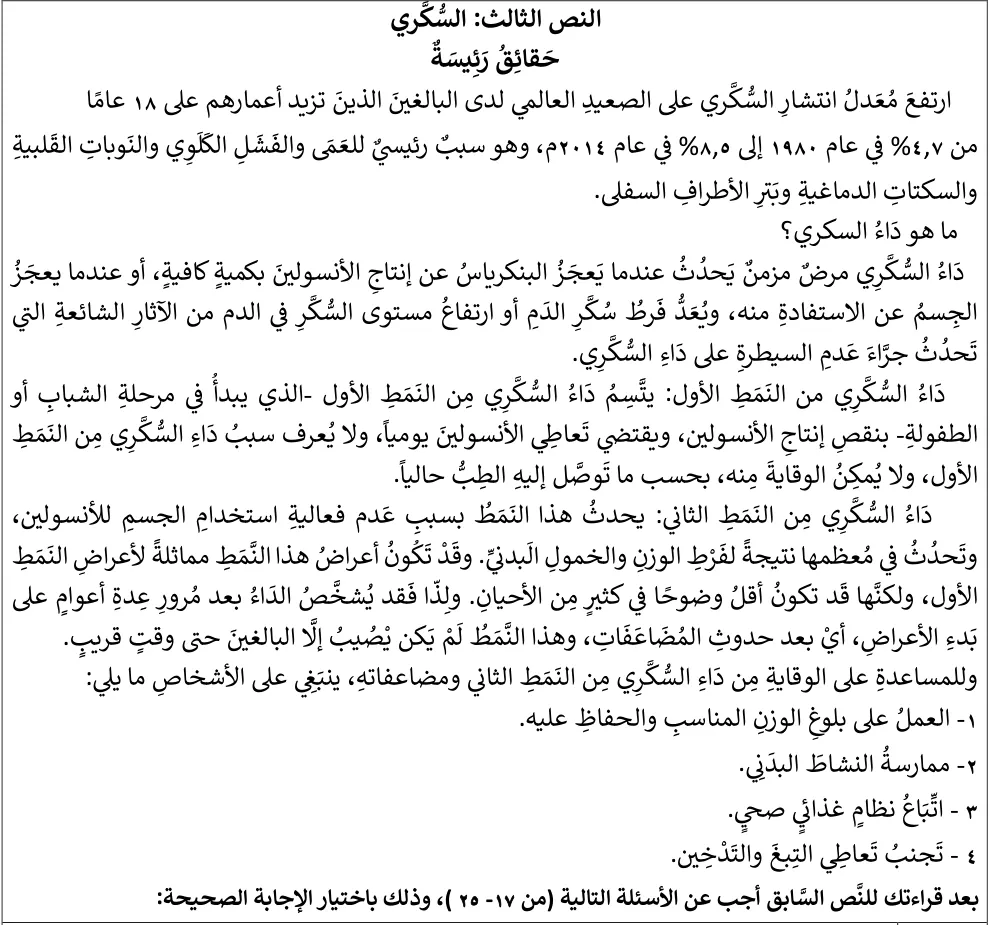 النص الثالث: السُّكَّري
حَقائِقُ رَئِيسَةٌ
ارتفعَ مُعَدلُ انتشارِ السُّكَّري على الصعيدِ العالمي لدى البالغينَ الذينَ تزيد أعمارهم على ١٨ عامًا
من ٤,٧% في عام ١٩٨٠ إلى ٨,٥% في عام ٢٠١٤م، وهو سببٌ رئيسيٌ للعَمَى والفَشَلِ الكَلَوِي والنَوباتِ القَلبيةِ
والسكتاتِ الدماغيةِ وبَترِ الأطرافِ السفلى.
ما هو دَاءُ السكري؟
دَاءُ السُّكَّرِي مرضٌ مزمنٌ يَحدُثُ عندما يَعجَزُ البنكرياسُ عن إنتاجِ الأنسولينَ بكميةٍ كافيةٍ، أو عندما يعجَزُ
الجِسمُ عن الاستفادةِ منه، ويُعَدُّ فَرطُ سُكَّرِ الدَمِ أو ارتفاعُ مستوى السُّكَّرِ في الدم من الآثارِ الشائعةِ التي
تَحدُثُ جرَّاءَ عَدمِ السيطرةِ على دَاءِ السُّكَّرِي.
دَاءُ السُّكَّرِي من النَمَطِ الأول: يتَّسِمُ دَاءُ السُّكَّرِي مِن النَمَطِ الأول -الذي يبدأُ في مرحلةِ الشبابِ أو
الطفولةِ- بنقصِ إنتاجِ الأنسولين، ويقتضي تَعاطِي الأنسولينَ يومياً، ولا يُعرف سببُ دَاءِ السُّكَّرِي مِن النَمَطِ
الأول، ولا يُمكِنُ الوقايةَ مِنه، بحسب ما تَوصَّل إليهِ الطِبُّ حالياً.
دَاءُ السُّكَّرِي مِن النَمَطِ الثاني: يحدثُ هذا النَمَطُ بسببِ عَدم فعاليةِ استخدامِ الجسمِ للأنسولين،
وتَحدُثُ في مُعظمها نتيجةً لفَرْطِ الوزنِ والخمولِ البَدنيِّ. وقَدْ تَكُونُ أعراضُ هذا النَّمَطِ مماثلةً لأعراضِ النَمَطِ
الأول، ولكنَّها قَد تكونُ أقلُ وضوحًا في كثيرٍ مِن الأحيانِ. ولِذّا فَقد يُشخَّصُ الدَاءُ بعد مُرورِ عِدةِ أعوامٍ على
بَدءِ الأعراضِ، أيْ بعد حدوثِ المُضَاعَفَاتِ، وهذا النَّمَطُ لَمْ يَكن يُصْيبُ إلَّا البالغينَ حتى وقتٍ قريبٍ.
وللمساعدةِ على الوقايةِ مِن دَاءِ السُّكَّرِي مِن النَمَطِ الثاني ومضاعفاتهِ، ينبَغِي على الأشخاصِ ما يلي:
١- العملُ على بلوغِ الوزنِ المناسبِ والحفاظِ عليه.
٢- ممارسةُ النشاطَ البدَنِي.
٣ - اتِّبَاعُ نظامٍ غذائيٍ صحيٍ.
٤ - تَجنبُ تَعاطِي التِبغَ والتَدْخِين.
بعد قراءتك للنَّص السَّابق أجب عن الأسئلة التالية (من ١٧- ٢٥ )، وذلك باختيار الإجابة الصحيحة: